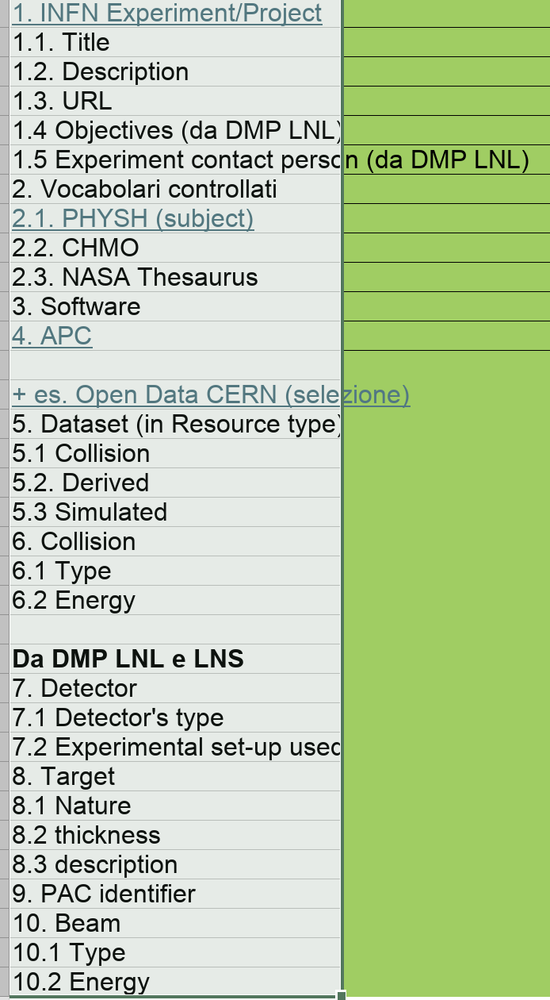 1. INFN Experiment/Project
1.1. Title
1.2. Description
1.3. URL
1.4 Objectives (da DMP LNL)
1.5 Experiment contact person (da DMP LNL)
2. Vocabolari controllati
2.1. PHYSH (subject)
2.2. CHMO
2.3. NASA Thesaurus
3. Software
4. APC
+ es. Open Data CERN (selezione)
5. Dataset (in Resource type)
5.1 Collision
5.2. Derived
5.3 Simulated
6. Collision
6.1 Type
6.2 Energy
Da DMP LNL e LNS
7. Detector
7.1 Detector's type
7.2 Experimental set-up used
8. Target
8.1 Nature
8.2 thickness
8.3 description
9. PAC identifier
10. Beam
10.1 Type
10.2 Energy